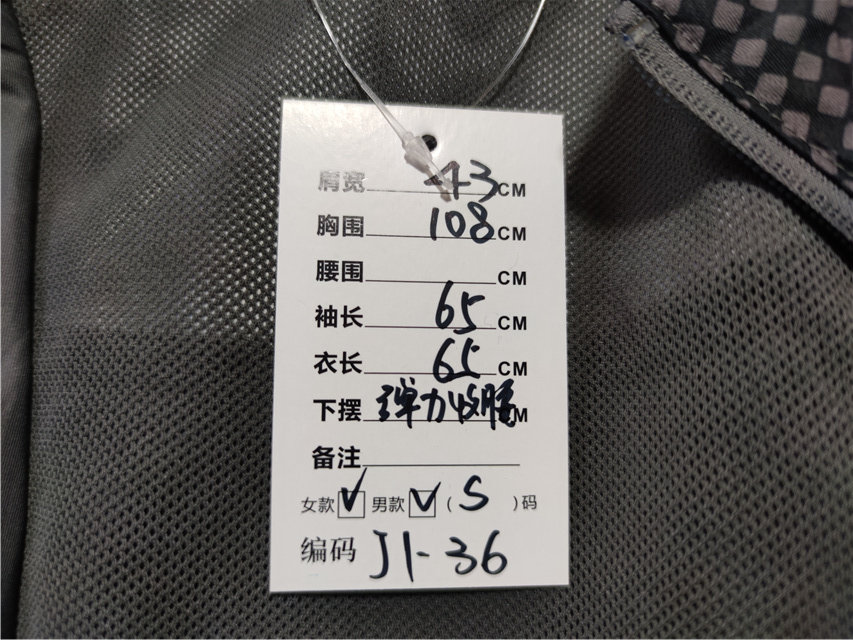 肩宽 43 CM
胸围 108 CM
腰围 CM
袖长 65 CM
衣长 65 CM
下摆 弹力收腰 CM
备注
女款 ☑ 男款 ☑ ( S ) 码
编码 J1-36